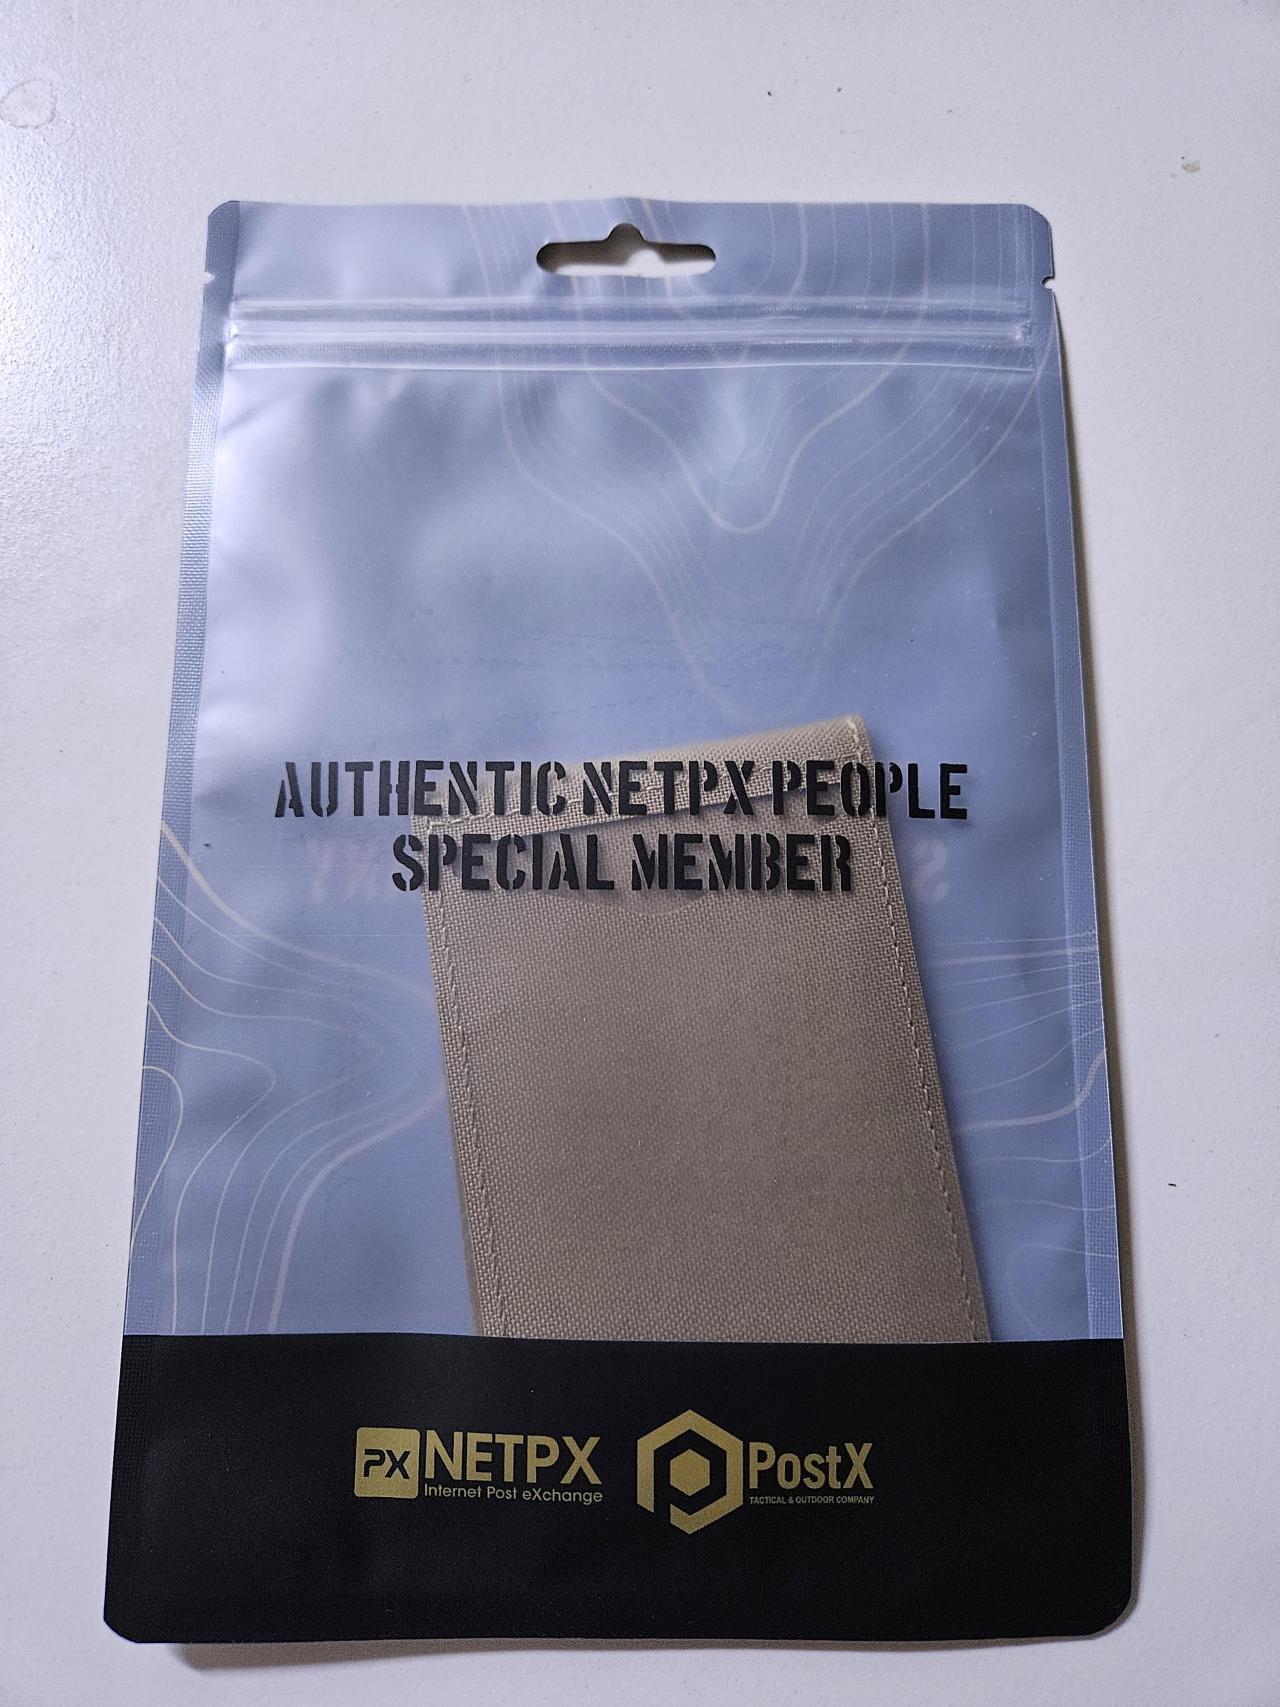 AUTHENTIC NETPX PEOPLE
SPECIAL MEMBER
PX NETPX
Internet Post eXchange
PostX
TACTICAL & OUTDOOR COMPANY